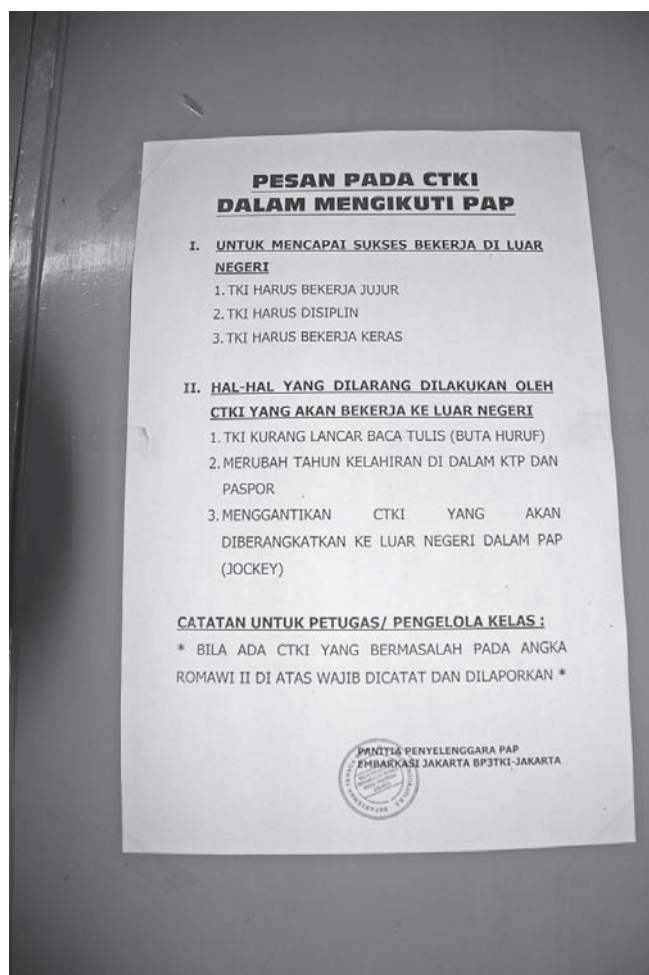 PESAN PADA CTKI
DALAM MENGIKUTI PAP
I. UNTUK MENCAPAI SUKSES BEKERJA DI LUAR
NEGERI
1. TKI HARUS BEKERJA JUJUR
2. TKI HARUS DISIPLIN
3. TKI HARUS BEKERJA KERAS
II. HAL-HAL YANG DILARANG DILAKUKAN OLEH
CTKI YANG AKAN BEKERJA KE LUAR NEGERI
1. TKI KURANG LANCAR BACA TULIS (BUTA HURUF)
2. MERUBAH TAHUN KELAHIRAN DI DALAM KTP DAN
PASPOR
3. MENGGANTIKAN CTKI YANG AKAN
DIBERANGKATKAN KE LUAR NEGERI DALAM PAP
(JOCKEY)
CATATAN UNTUK PETUGAS/ PENGELOLA KELAS :
* BILA ADA CTKI YANG BERMASALAH PADA ANGKA
ROMAWI II DI ATAS WAJIB DICATAT DAN DILAPORKAN *
PANITIA PENYELENGGARA PAP
EMBARKASI JAKARTA BP3TKI-JAKARTA